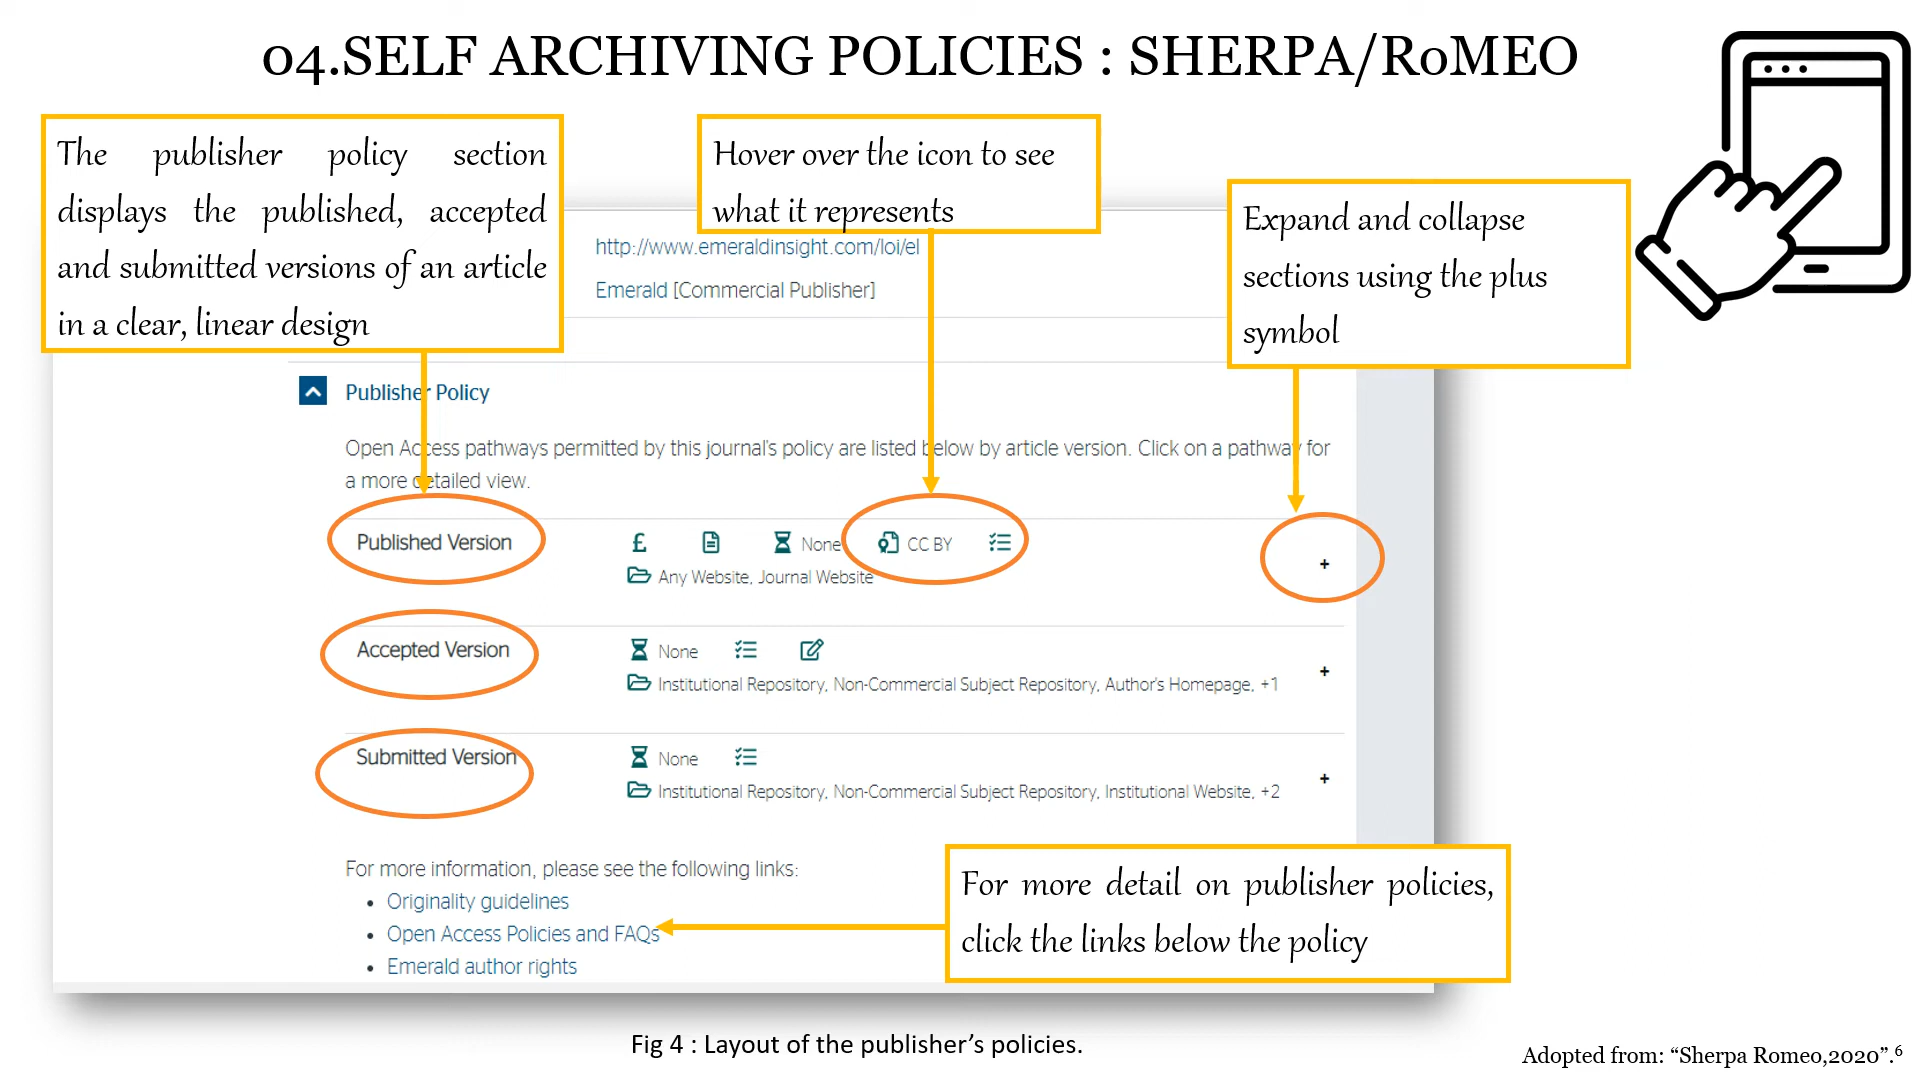 04.SELF ARCHIVING POLICIES : SHERPA/RoMEO
The publisher policy section
displays the published, accepted
and submitted versions of an article
in a clear, linear design
Hover over the icon to see
what it represents
Expand and collapse
sections using the plus
symbol
http://www.emeraldinsight.com/loi/el
Emerald [Commercial Publisher]
Publisher Policy
Open Access pathways permitted by this journal's policy are listed below by article version. Click on a pathway for
a more detailed view.
Published Version
£ None CC BY
Any Website, Journal Website
+
Accepted Version
None
Institutional Repository, Non-Commercial Subject Repository, Author's Homepage, +1
+
Submitted Version
None
Institutional Repository, Non-Commercial Subject Repository, Institutional Website, +2
+
For more information, please see the following links:
• Originality guidelines
• Open Access Policies and FAQs
• Emerald author rights
For more detail on publisher policies,
click the links below the policy
Fig 4 : Layout of the publisher’s policies.
Adopted from: “Sherpa Romeo,2020”.⁶